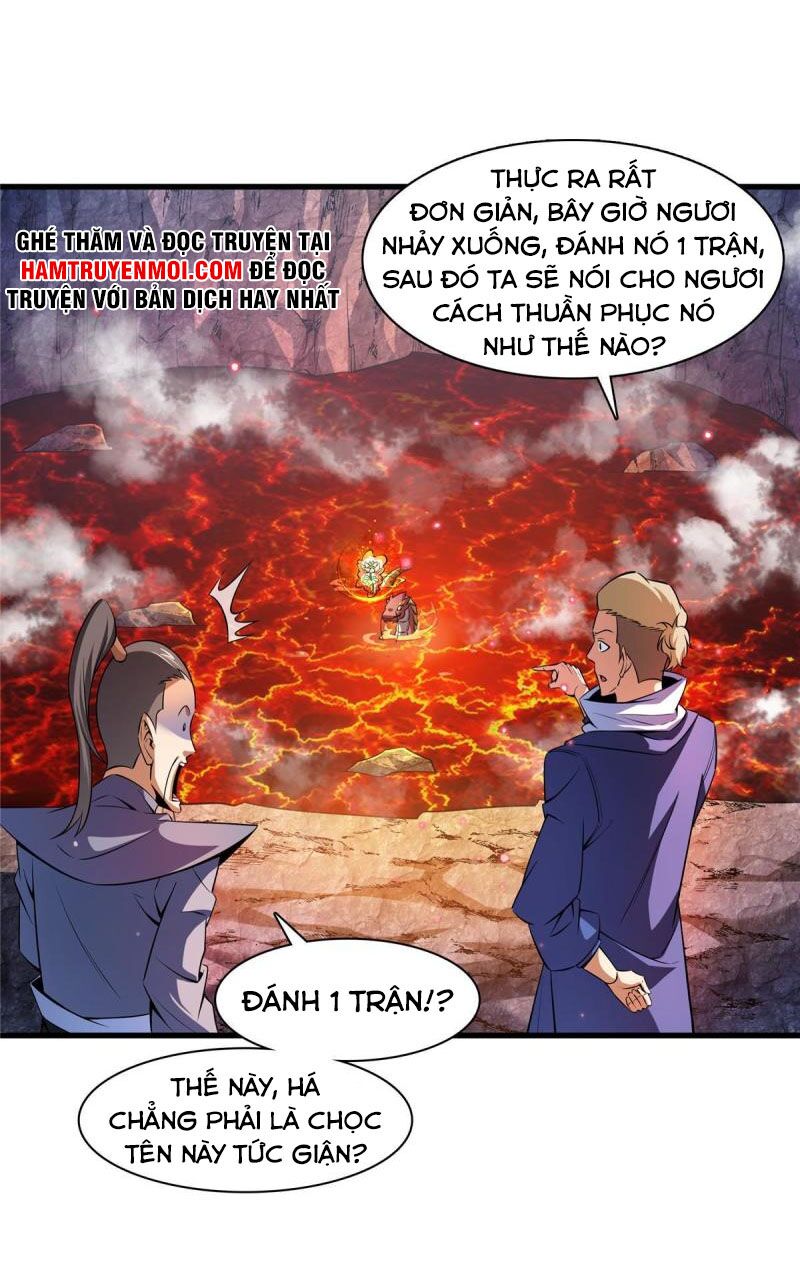 GHÉ THĂM VÀ ĐỌC TRUYỆN TẠI
HAMTRUYENMOI.COM ĐỂ ĐỌC
TRUYỆN VỚI BẢN DỊCH HAY NHẤT
THỰC RA RẤT
ĐƠN GIẢN, BÂY GIỜ NGƯƠI
NHẢY XUỐNG, ĐÁNH NÓ 1 TRẬN,
SAU ĐÓ TA SẼ NÓI CHO NGƯƠI
CÁCH THUẦN PHỤC NÓ
NHƯ THẾ NÀO?
ĐÁNH 1 TRẬN!?
THẾ NÀY, HÁ
CHẲNG PHẢI LÀ CHỌC
TÊN NÀY TỨC GIẬN?